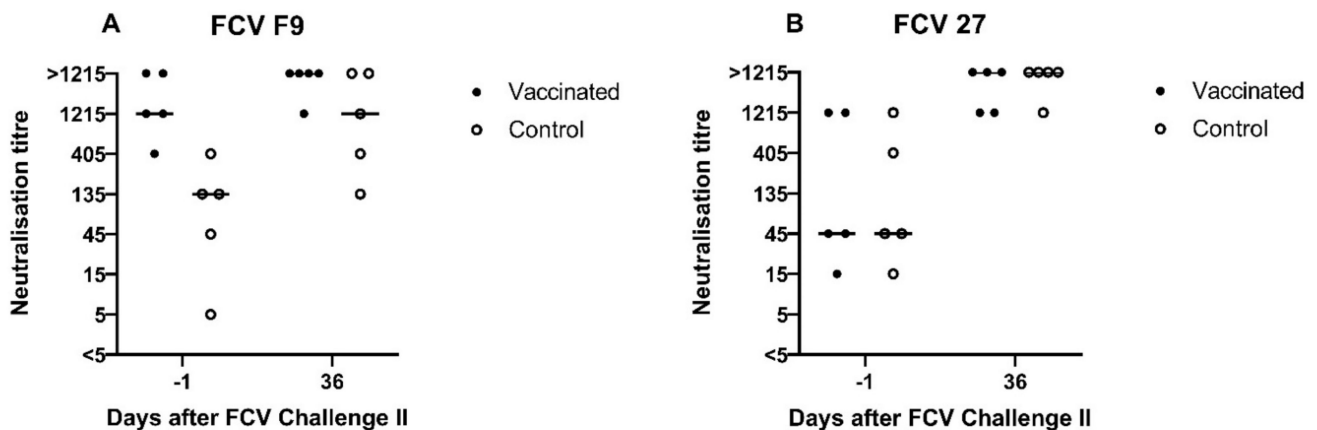 A FCV F9
Neutralisation titre
>1215
1215
405
135
45
15
5
<5
-1 36
Days after FCV Challenge II
Vaccinated
Control
B FCV 27
Neutralisation titre
>1215
1215
405
135
45
15
5
<5
-1 36
Days after FCV Challenge II
Vaccinated
Control